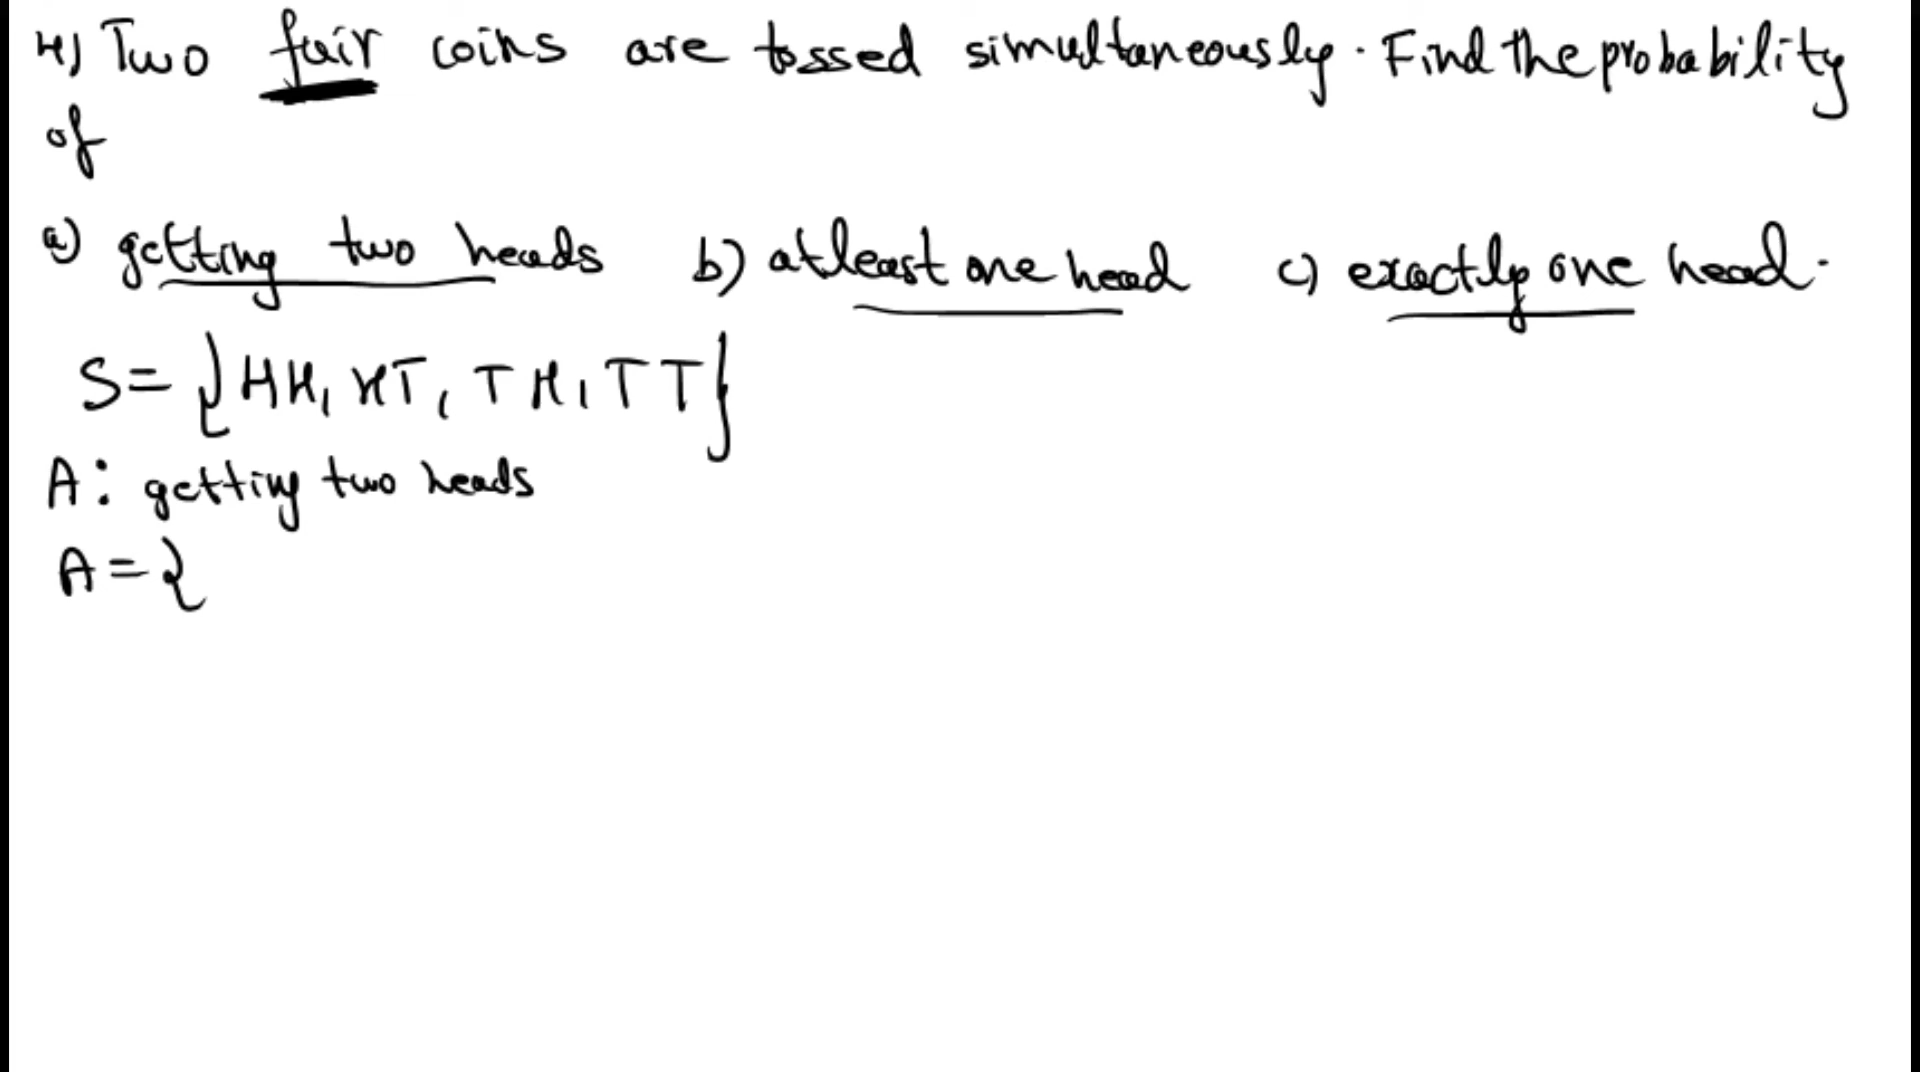 4) Two fair coins are tossed simultaneously. Find the probability
of
a) getting two heads b) atleast one head c) exactly one head.
S = {HH, HT, TH, TT}
A: getting two heads
A = {